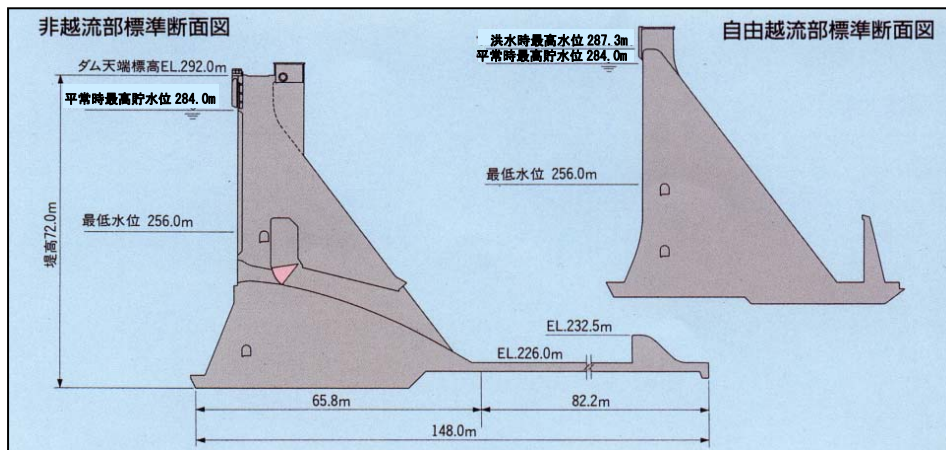 非越流部標準断面図
ダム天端標高EL.292.0m
平常時最高貯水位 284.0m
最低水位 256.0m
堤高72.0m
EL.232.5m
EL.226.0m
65.8m
82.2m
148.0m
自由越流部標準断面図
洪水時最高水位 287.3m
平常時最高貯水位 284.0m
最低水位 256.0m